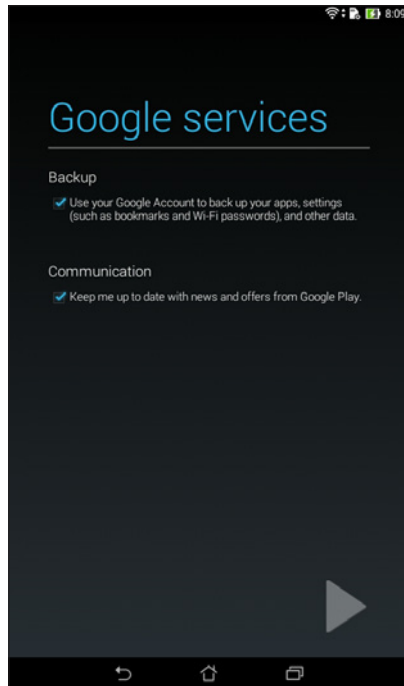 8:09
Google services
Backup
Use your Google Account to back up your apps, settings
(such as bookmarks and Wi-Fi passwords), and other data.
Communication
Keep me up to date with news and offers from Google Play.